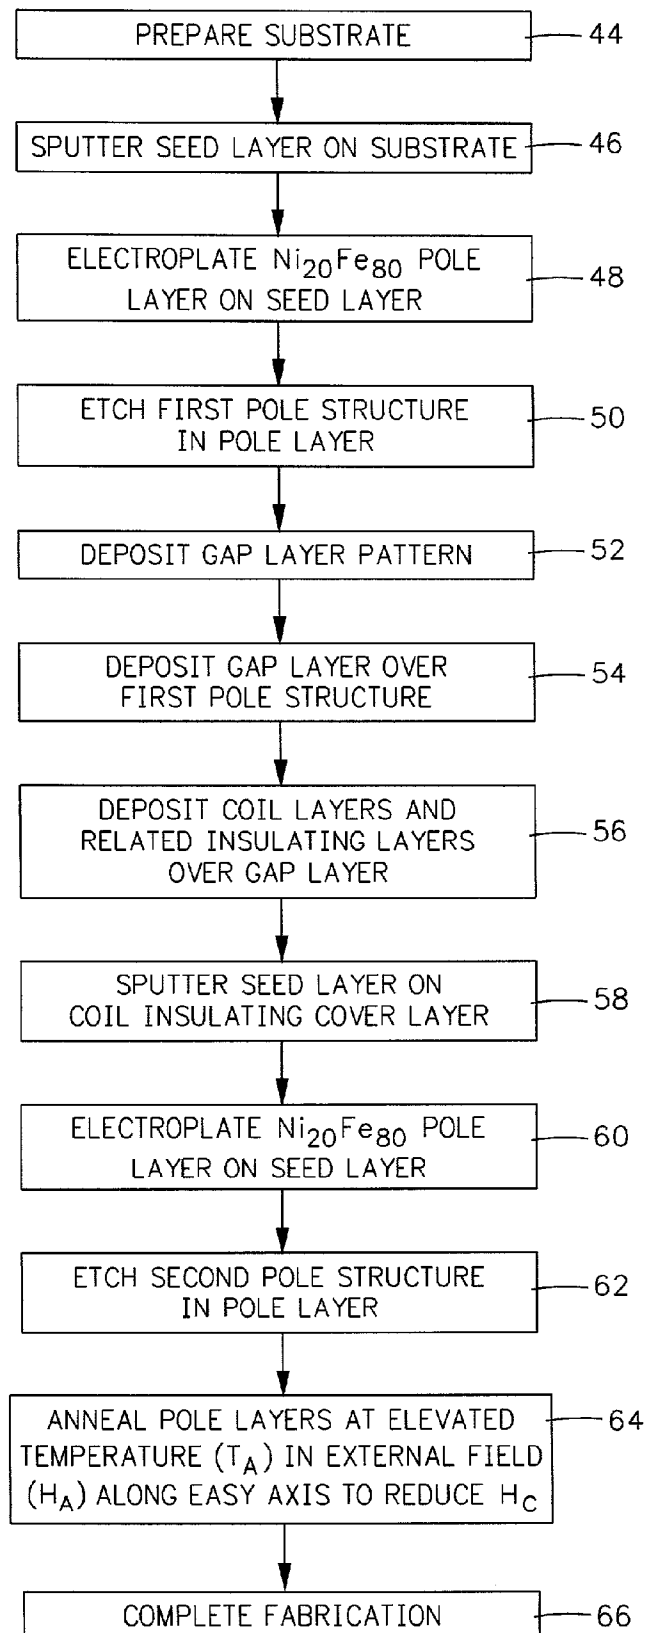 PREPARE SUBSTRATE 44
SPUTTER SEED LAYER ON SUBSTRATE 46
ELECTROPLATE Ni20Fe80 POLE
LAYER ON SEED LAYER 48
ETCH FIRST POLE STRUCTURE
IN POLE LAYER 50
DEPOSIT GAP LAYER PATTERN 52
DEPOSIT GAP LAYER OVER
FIRST POLE STRUCTURE 54
DEPOSIT COIL LAYERS AND
RELATED INSULATING LAYERS 56
OVER GAP LAYER
SPUTTER SEED LAYER ON
COIL INSULATING COVER LAYER 58
ELECTROPLATE Ni20Fe80 POLE
LAYER ON SEED LAYER 60
ETCH SECOND POLE STRUCTURE
IN POLE LAYER 62
ANNEAL POLE LAYERS AT ELEVATED 64
TEMPERATURE (TA) IN EXTERNAL FIELD
(HA) ALONG EASY AXIS TO REDUCE HC
COMPLETE FABRICATION 66